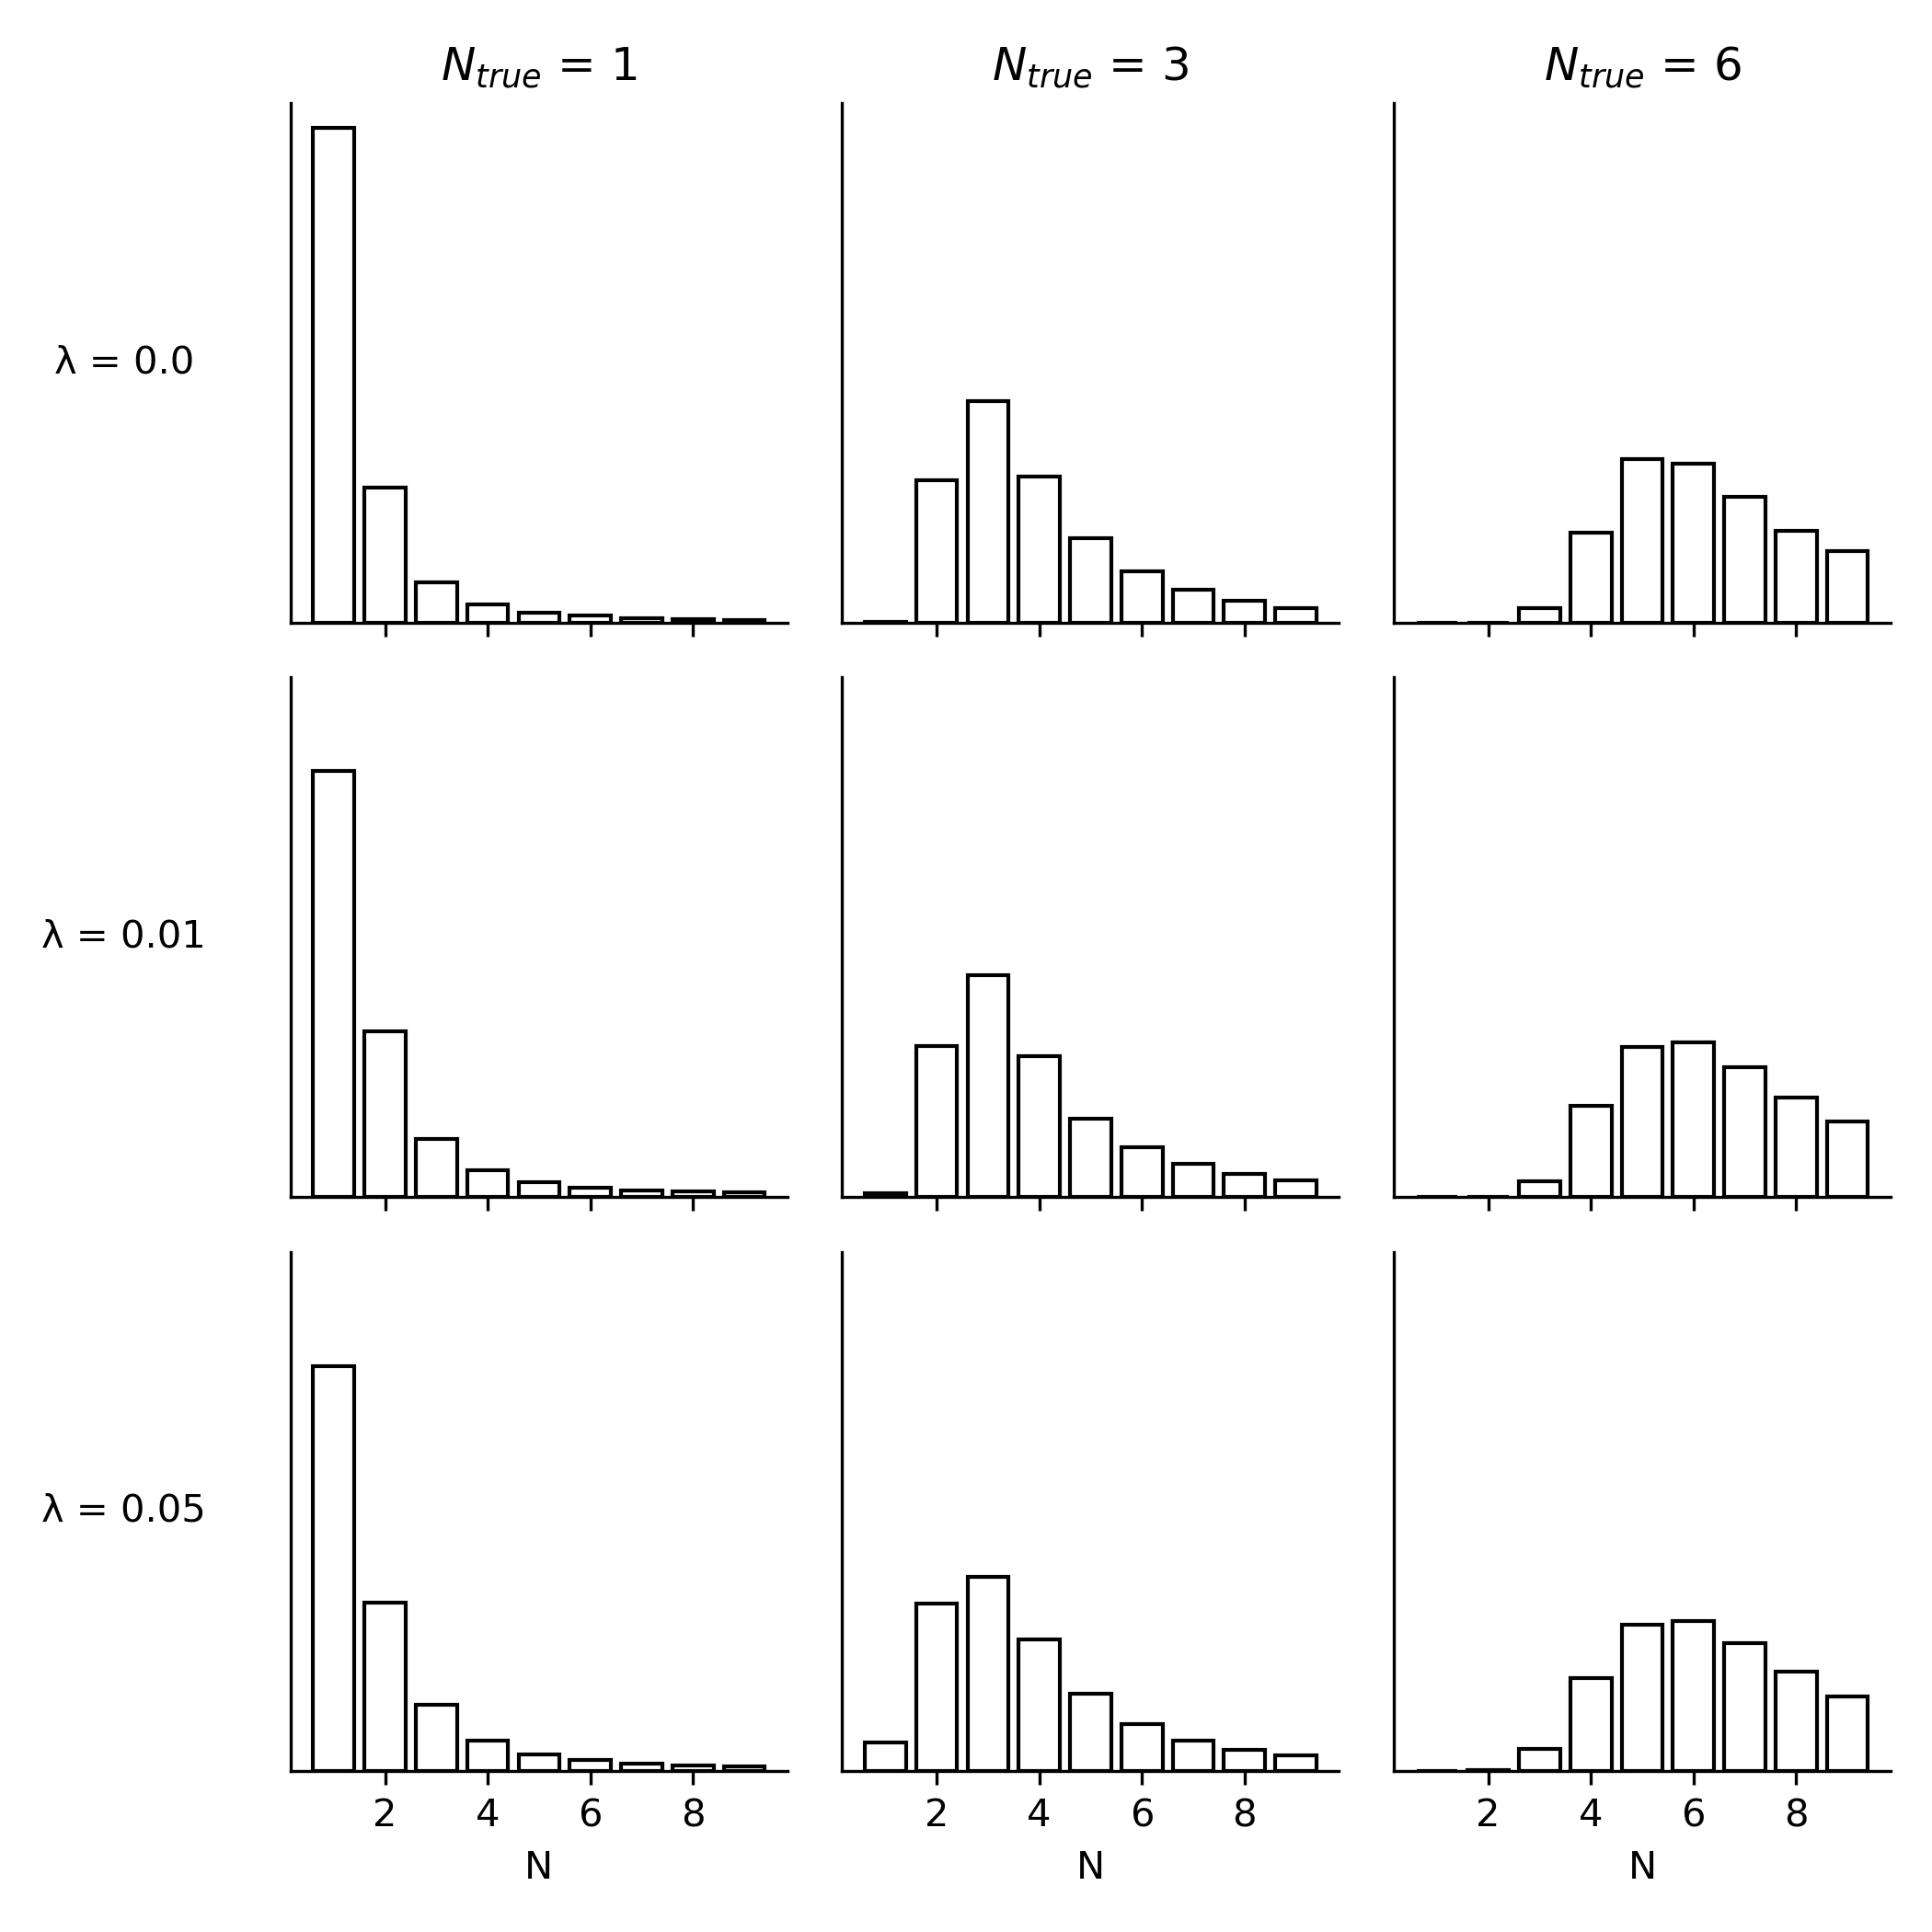 N_true = 1 N_true = 3 N_true = 6
λ = 0.0
λ = 0.01
λ = 0.05
2 4 6 8 2 4 6 8 2 4 6 8
N N N